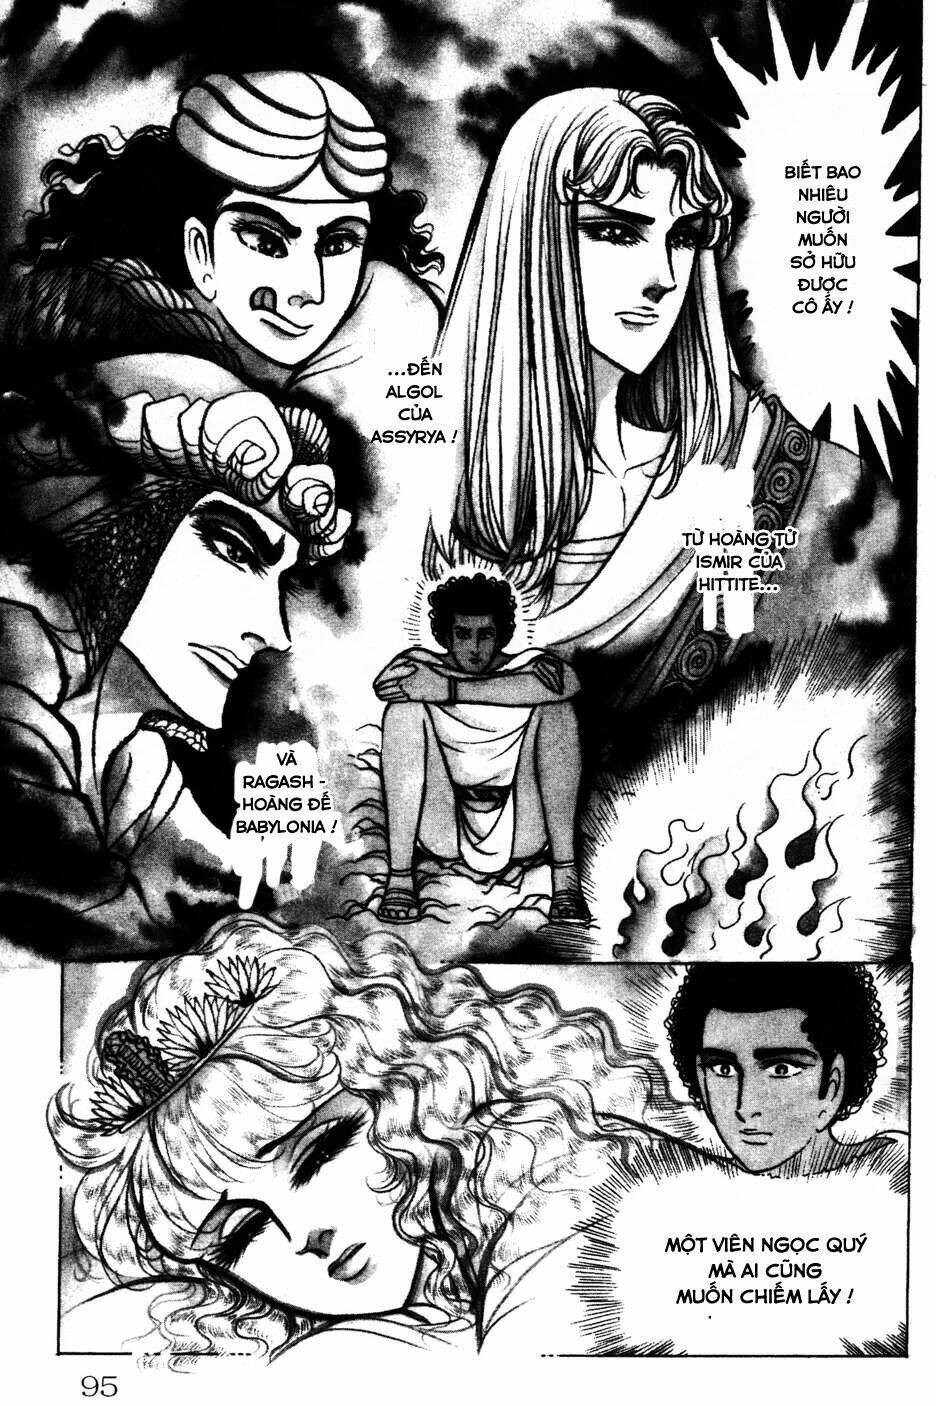 BIẾT BAO
NHIÊU
NGƯỜI
MUỐN
SỞ HỮU
ĐƯỢC
CÔ ẤY !
TỪ HOÀNG TỬ
ISMIR CỦA
HITTITE...
...ĐẾN
ALGOL
CỦA
ASSYRYA !
VÀ
RAGASH -
HOÀNG ĐẾ
BABYLONIA !
MỘT VIÊN NGỌC QUÝ
MÀ AI CŨNG
MUỐN CHIẾM LẤY !
95